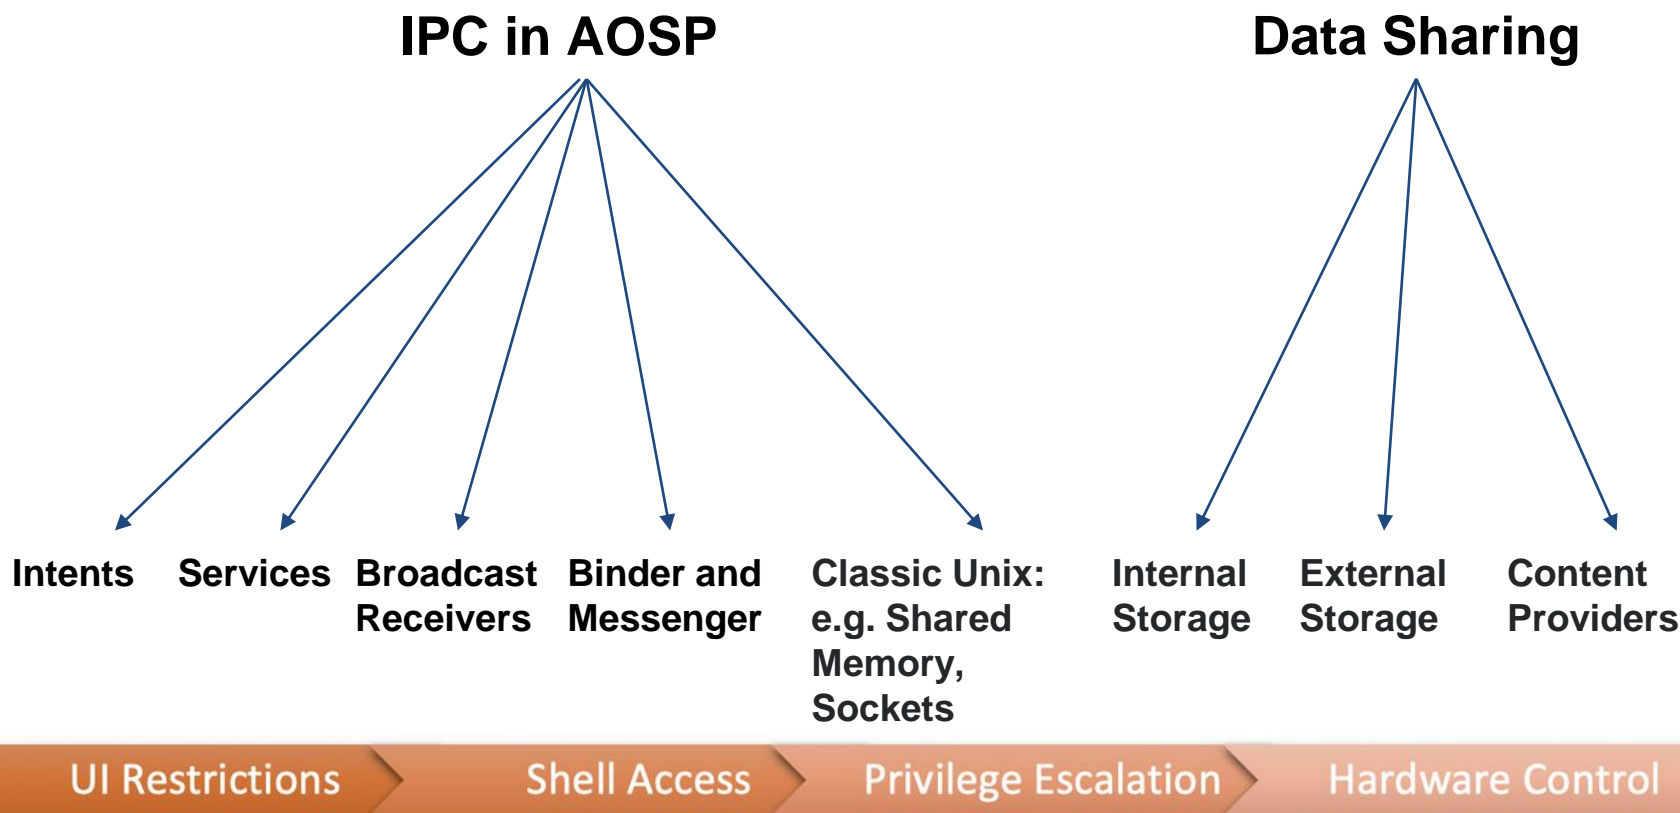 IPC in AOSP
Data Sharing
Intents
Services
Broadcast
Receivers
Binder and
Messenger
Classic Unix:
e.g. Shared
Memory,
Sockets
Internal
Storage
External
Storage
Content
Providers
UI Restrictions
Shell Access
Privilege Escalation
Hardware Control